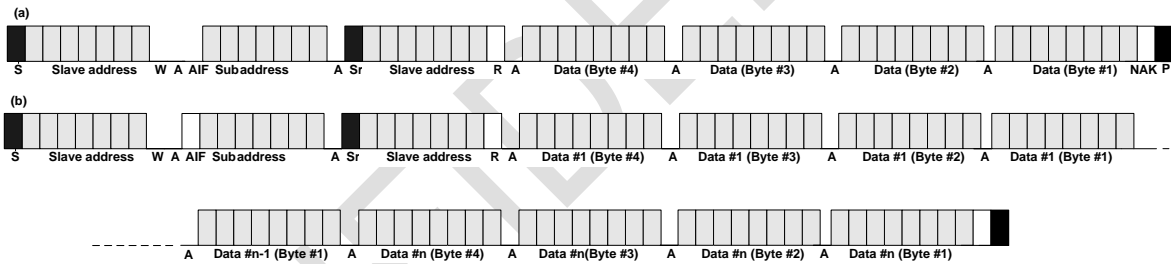 (a)
S Slave address W A AIF Subaddress A Sr Slave address R A Data (Byte #4) A Data (Byte #3) A Data (Byte #2) A Data (Byte #1) NAK P
(b)
S Slave address W A AIF Subaddress A Sr Slave address R A Data #1 (Byte #4) A Data #1 (Byte #3) A Data #1 (Byte #2) A Data #1 (Byte #1)
A Data #n-1 (Byte #1) A Data #n (Byte #4) A Data #n(Byte #3) A Data #n (Byte #2) A Data #n (Byte #1)